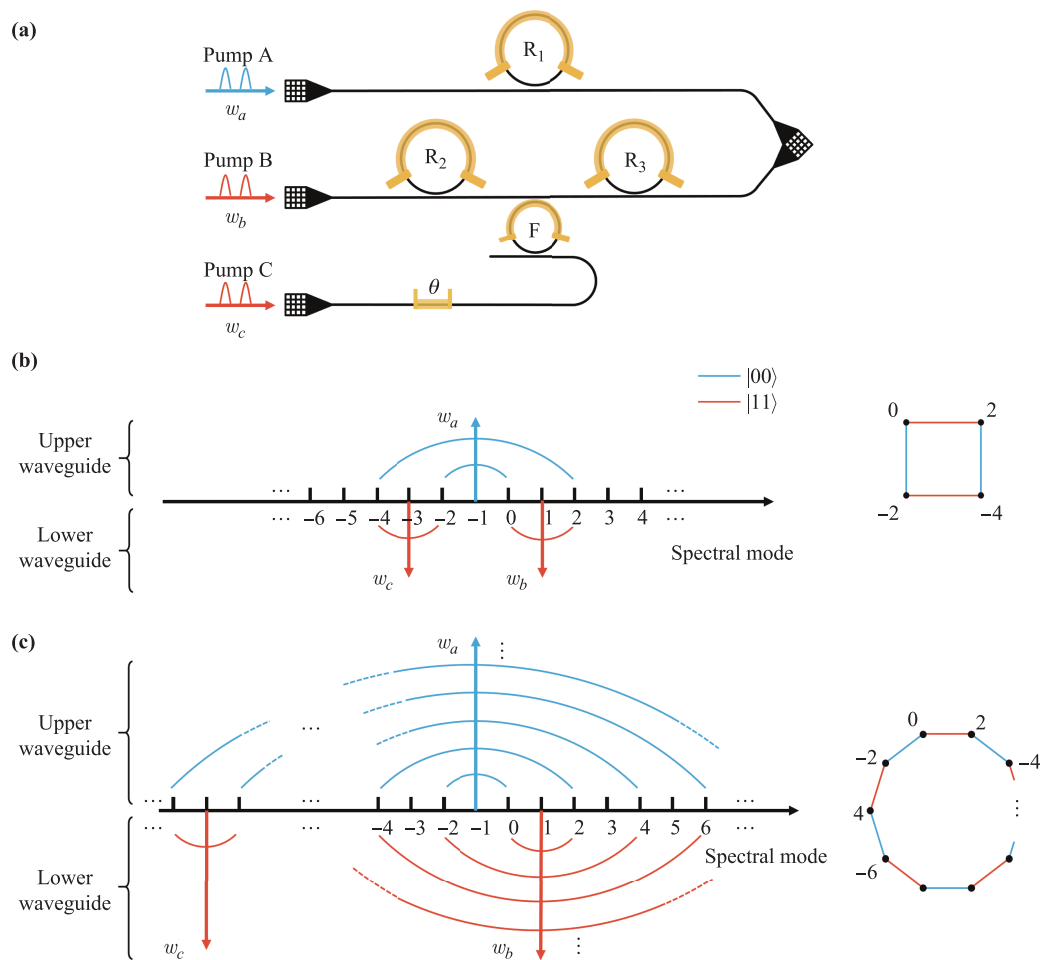 (a)
Pump A
w_a
R_1
Pump B
w_b
R_2
R_3
F
Pump C
w_c
θ
(b)
|00⟩
|11⟩
Upper
waveguide
w_a
0 2
-2 -4
··· ···
··· -6 -5 -4 -3 -2 -1 0 1 2 3 4 ···
Lower
waveguide
Spectral mode
w_c w_b
(c)
w_a ⋮
Upper
waveguide
···
0 2
-2 -4
4 ⋮
-6
··· ···
··· -4 -3 -2 -1 0 1 2 3 4 5 6 ···
Spectral mode
Lower
waveguide
w_c w_b ⋮